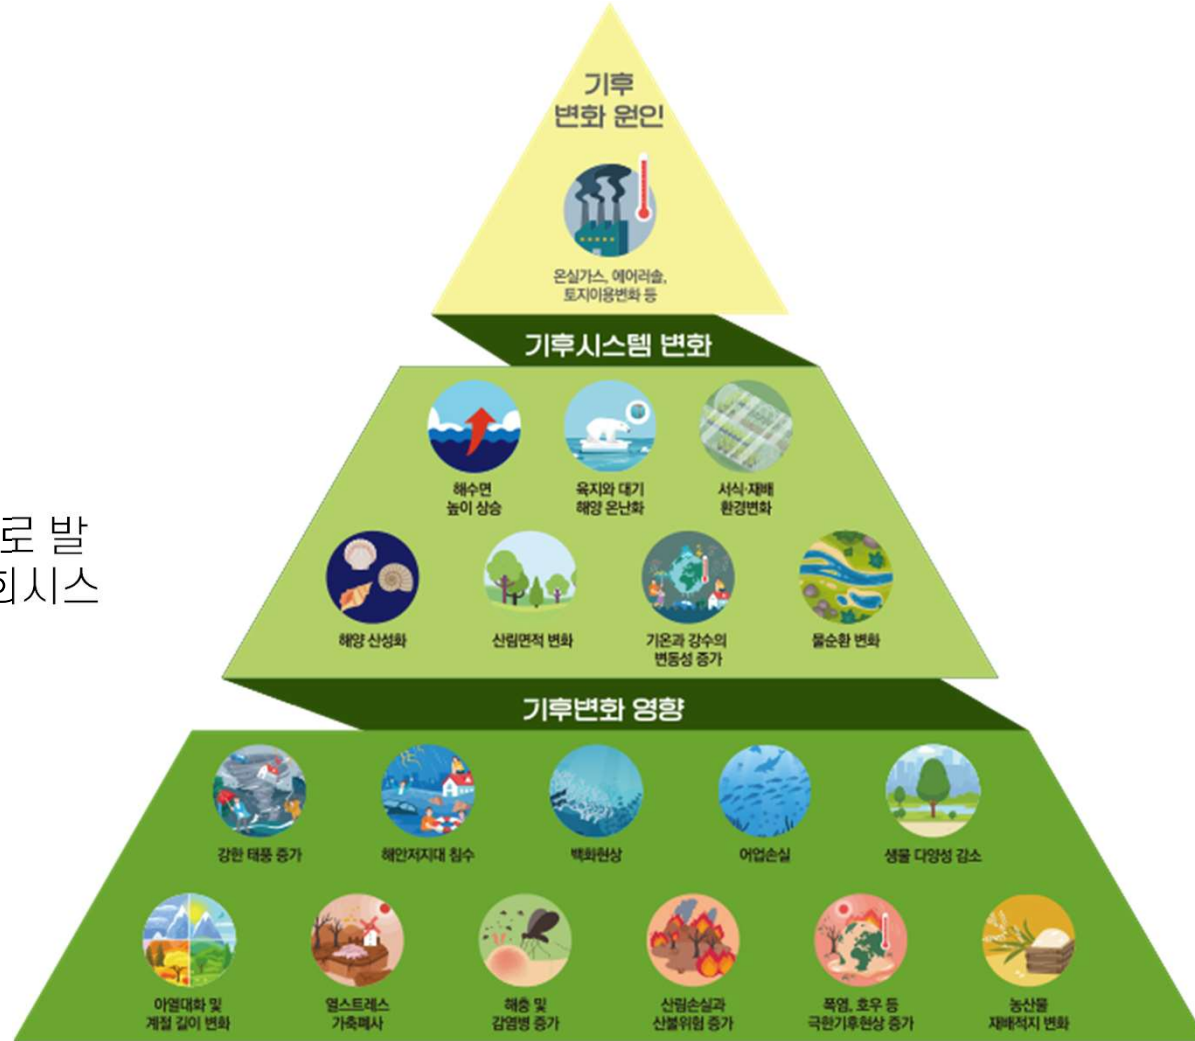 기후
변화 원인
온실가스, 에어러솔,
토지이용변화 등
기후시스템 변화
해수면
높이 상승
육지와 대기
해양 온난화
서식·재배
환경변화
로 발
회시스
해양 산성화
산림면적 변화
기온과 강수의
변동성 증가
물순환 변화
기후변화 영향
강한 태풍 증가
해안저지대 침수
백화현상
어업손실
생물 다양성 감소
아열대화 및
계절 길이 변화
열스트레스
가축폐사
해충 및
감염병 증가
산림손실과
산불위험 증가
폭염, 호우 등
극한기후현상 증가
농산물
재배적지 변화